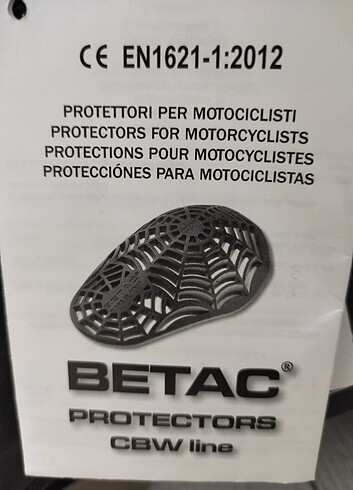 CE EN1621-1:2012
PROTETTORI PER MOTOCICLISTI
PROTECTORS FOR MOTORCYCLISTS
PROTECTIONS POUR MOTOCYCLISTES
PROTECCIÓNES PARA MOTOCICLISTAS
BETAC®
PROTECTORS
CBW line